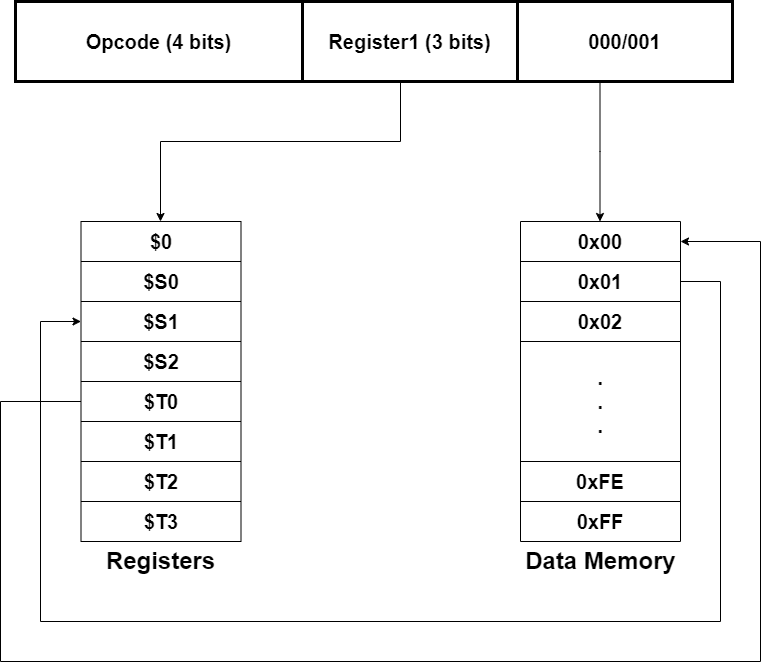 Opcode (4 bits)
Register1 (3 bits)
000/001
$0
$S0
$S1
$S2
$T0
$T1
$T2
$T3
Registers
0x00
0x01
0x02
.
.
.
0xFE
0xFF
Data Memory